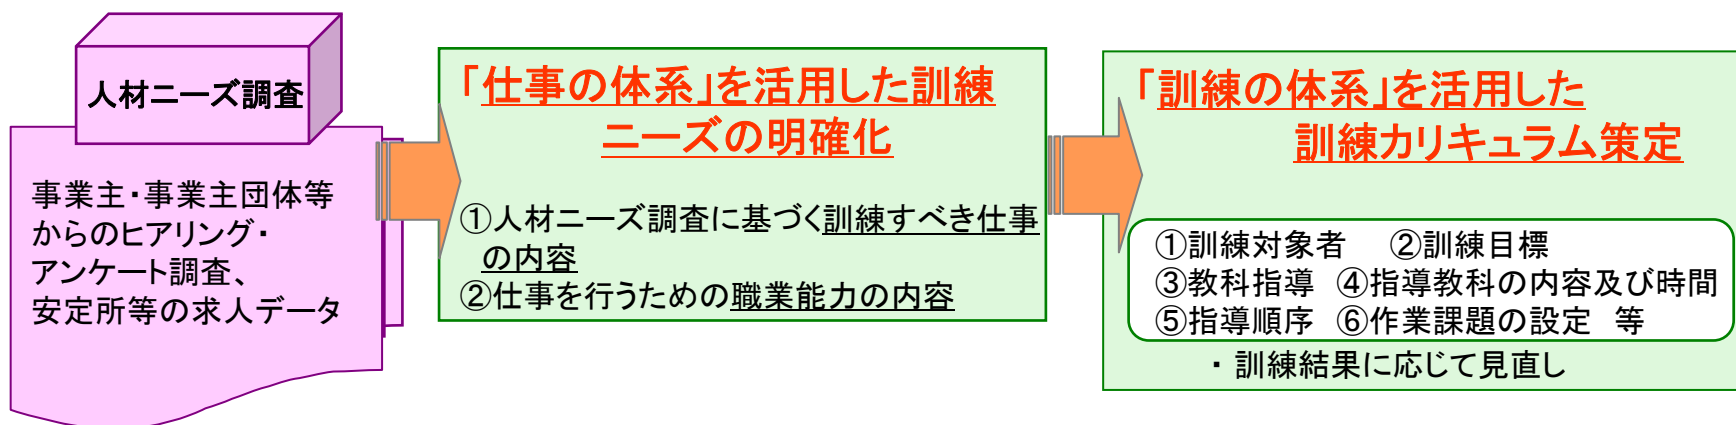 人材ニーズ調査
事業主・事業主団体等
からのヒアリング・
アンケート調査、
安定所等の求人データ
「仕事の体系」を活用した訓練
ニーズの明確化
①人材ニーズ調査に基づく訓練すべき仕事
の内容
②仕事を行うための職業能力の内容
「訓練の体系」を活用した
訓練カリキュラム策定
①訓練対象者　②訓練目標
③教科指導　④指導教科の内容及び時間
⑤指導順序　⑥作業課題の設定　等
・訓練結果に応じて見直し